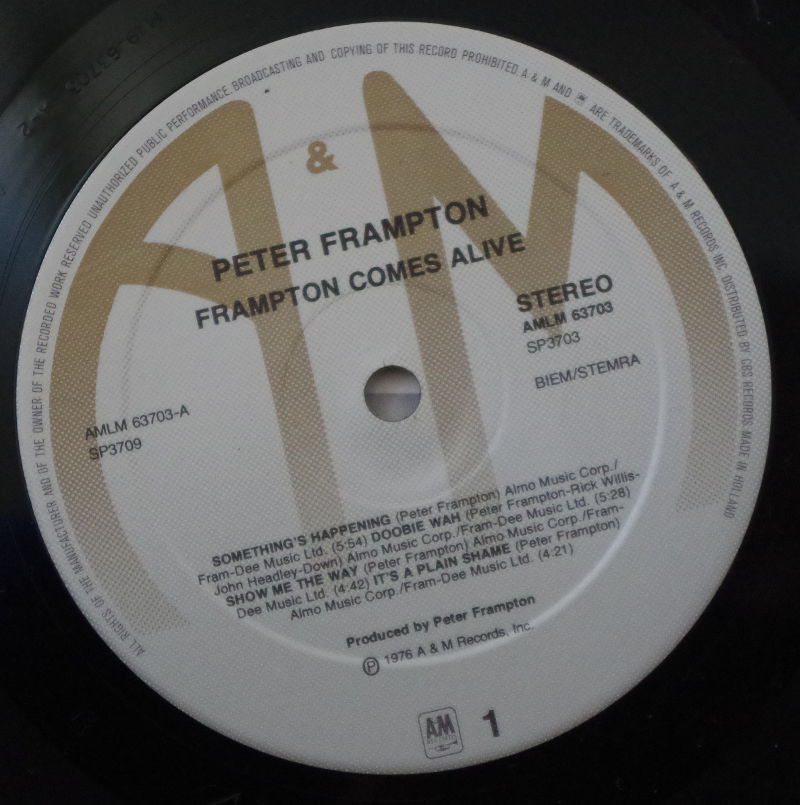 AMLM 63703 A-2
ALL RIGHTS OF THE MANUFACTURER AND OF THE OWNER OF THE RECORDED WORK RESERVED UNAUTHORIZED PUBLIC PERFORMANCE. BROADCASTING AND COPYING OF THIS RECORD PROHIBITED. A & M AND ARE TRADEMARKS OF A & M RECORDS INC. DISTRIBUTED BY CBS RECORDS MADE IN HOLLAND
A & M
PETER FRAMPTON
FRAMPTON COMES ALIVE
STEREO
AMLM 63703
SP3703
BIEM/STEMRA
AMLM 63703-A
SP3709
SOMETHING'S HAPPENING (Peter Frampton) Almo Music Corp./
Fram-Dee Music Ltd. (5:54) DOOBIE WAH (Peter Frampton-Rick Willis-
John Headley-Down) Almo Music Corp./Fram-Dee Music Ltd. (5:28)
SHOW ME THE WAY (Peter Frampton) Almo Music Corp./Fram-
Dee Music Ltd. (4:42) IT'S A PLAIN SHAME (Peter Frampton)
Almo Music Corp./Fram-Dee Music Ltd. (4.21)
Produced by Peter Frampton
℗ 1976 A & M Records, Inc.
AM
RECORDS
1